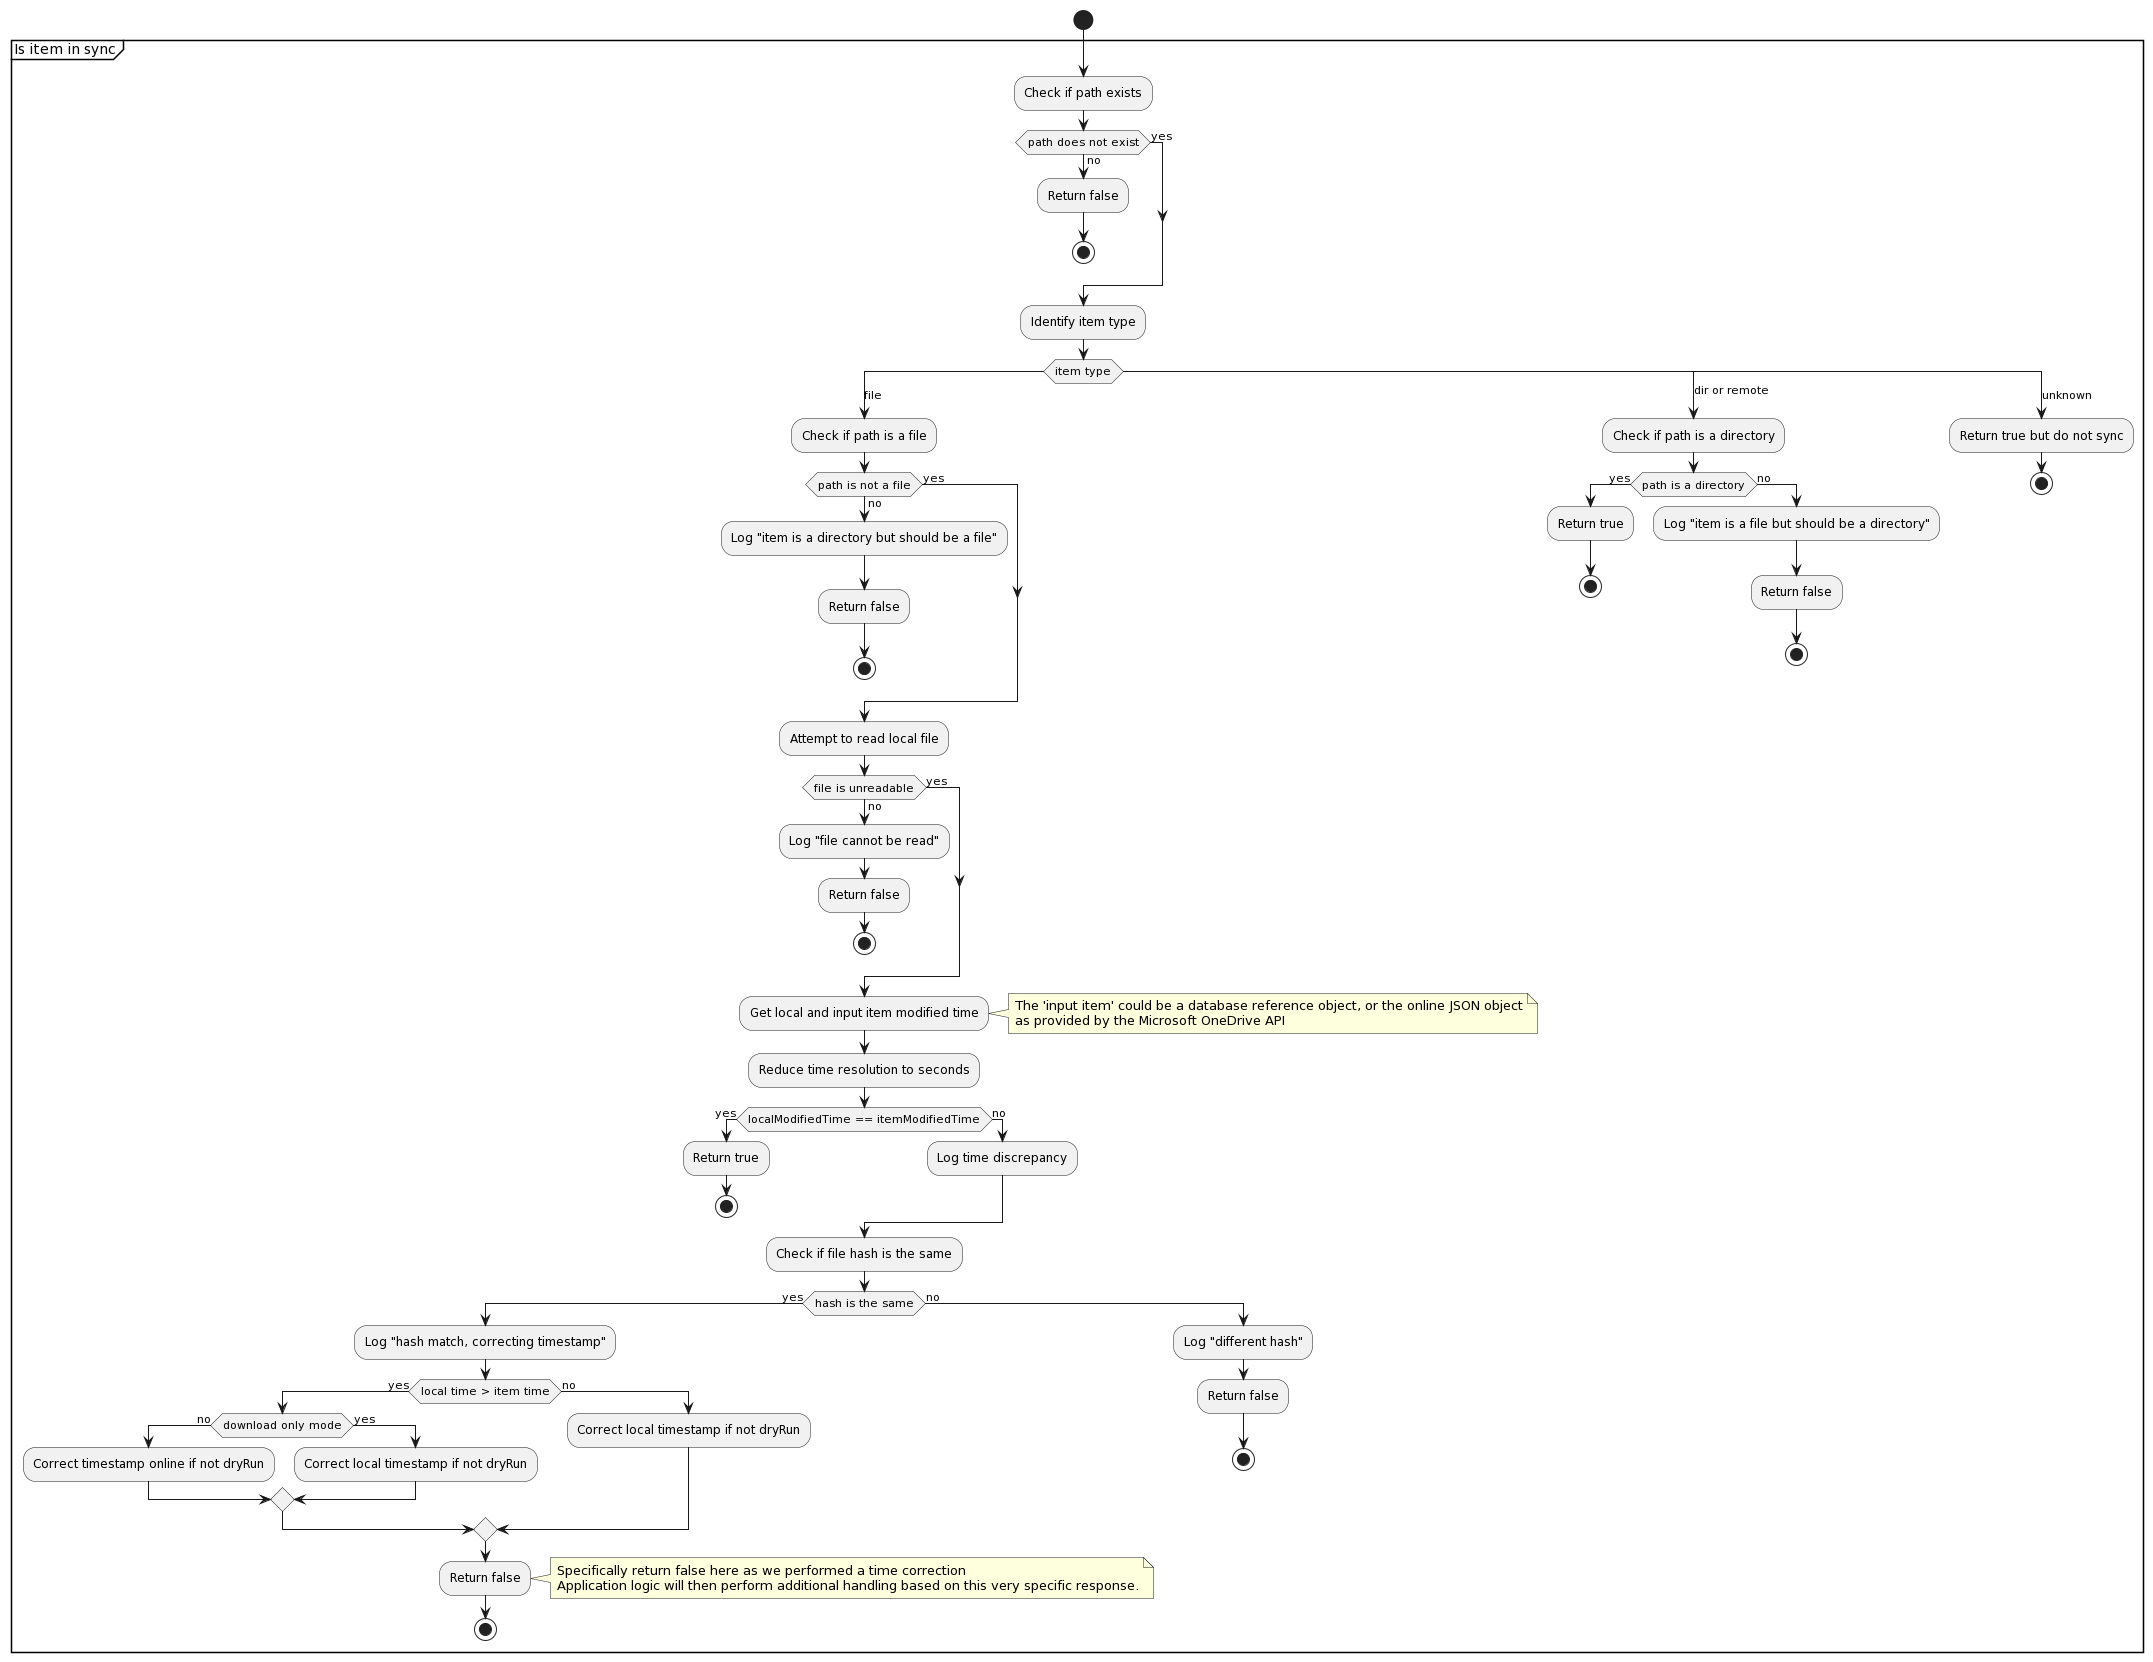 Is item in sync
Check if path exists
path does not exist
yes
no
Return false
Identify item type
item type
file
Check if path is a file
path is not a file
yes
no
Log "item is a directory but should be a file"
Return false
Attempt to read local file
file is unreadable
yes
no
Log "file cannot be read"
Return false
Get local and input item modified time
The 'input item' could be a database reference object, or the online JSON object
as provided by the Microsoft OneDrive API
Reduce time resolution to seconds
yes
localModifiedTime == itemModifiedTime
no
Return true
Log time discrepancy
Check if file hash is the same
yes
hash is the same
no
Log "hash match, correcting timestamp"
yes
local time > item time
no
no
download only mode
yes
Correct timestamp online if not dryRun
Correct local timestamp if not dryRun
Correct local timestamp if not dryRun
Return false
Specifically return false here as we performed a time correction
Application logic will then perform additional handling based on this very specific response.
Log "different hash"
Return false
dir or remote
Check if path is a directory
yes
path is a directory
no
Return true
Log "item is a file but should be a directory"
Return false
unknown
Return true but do not sync